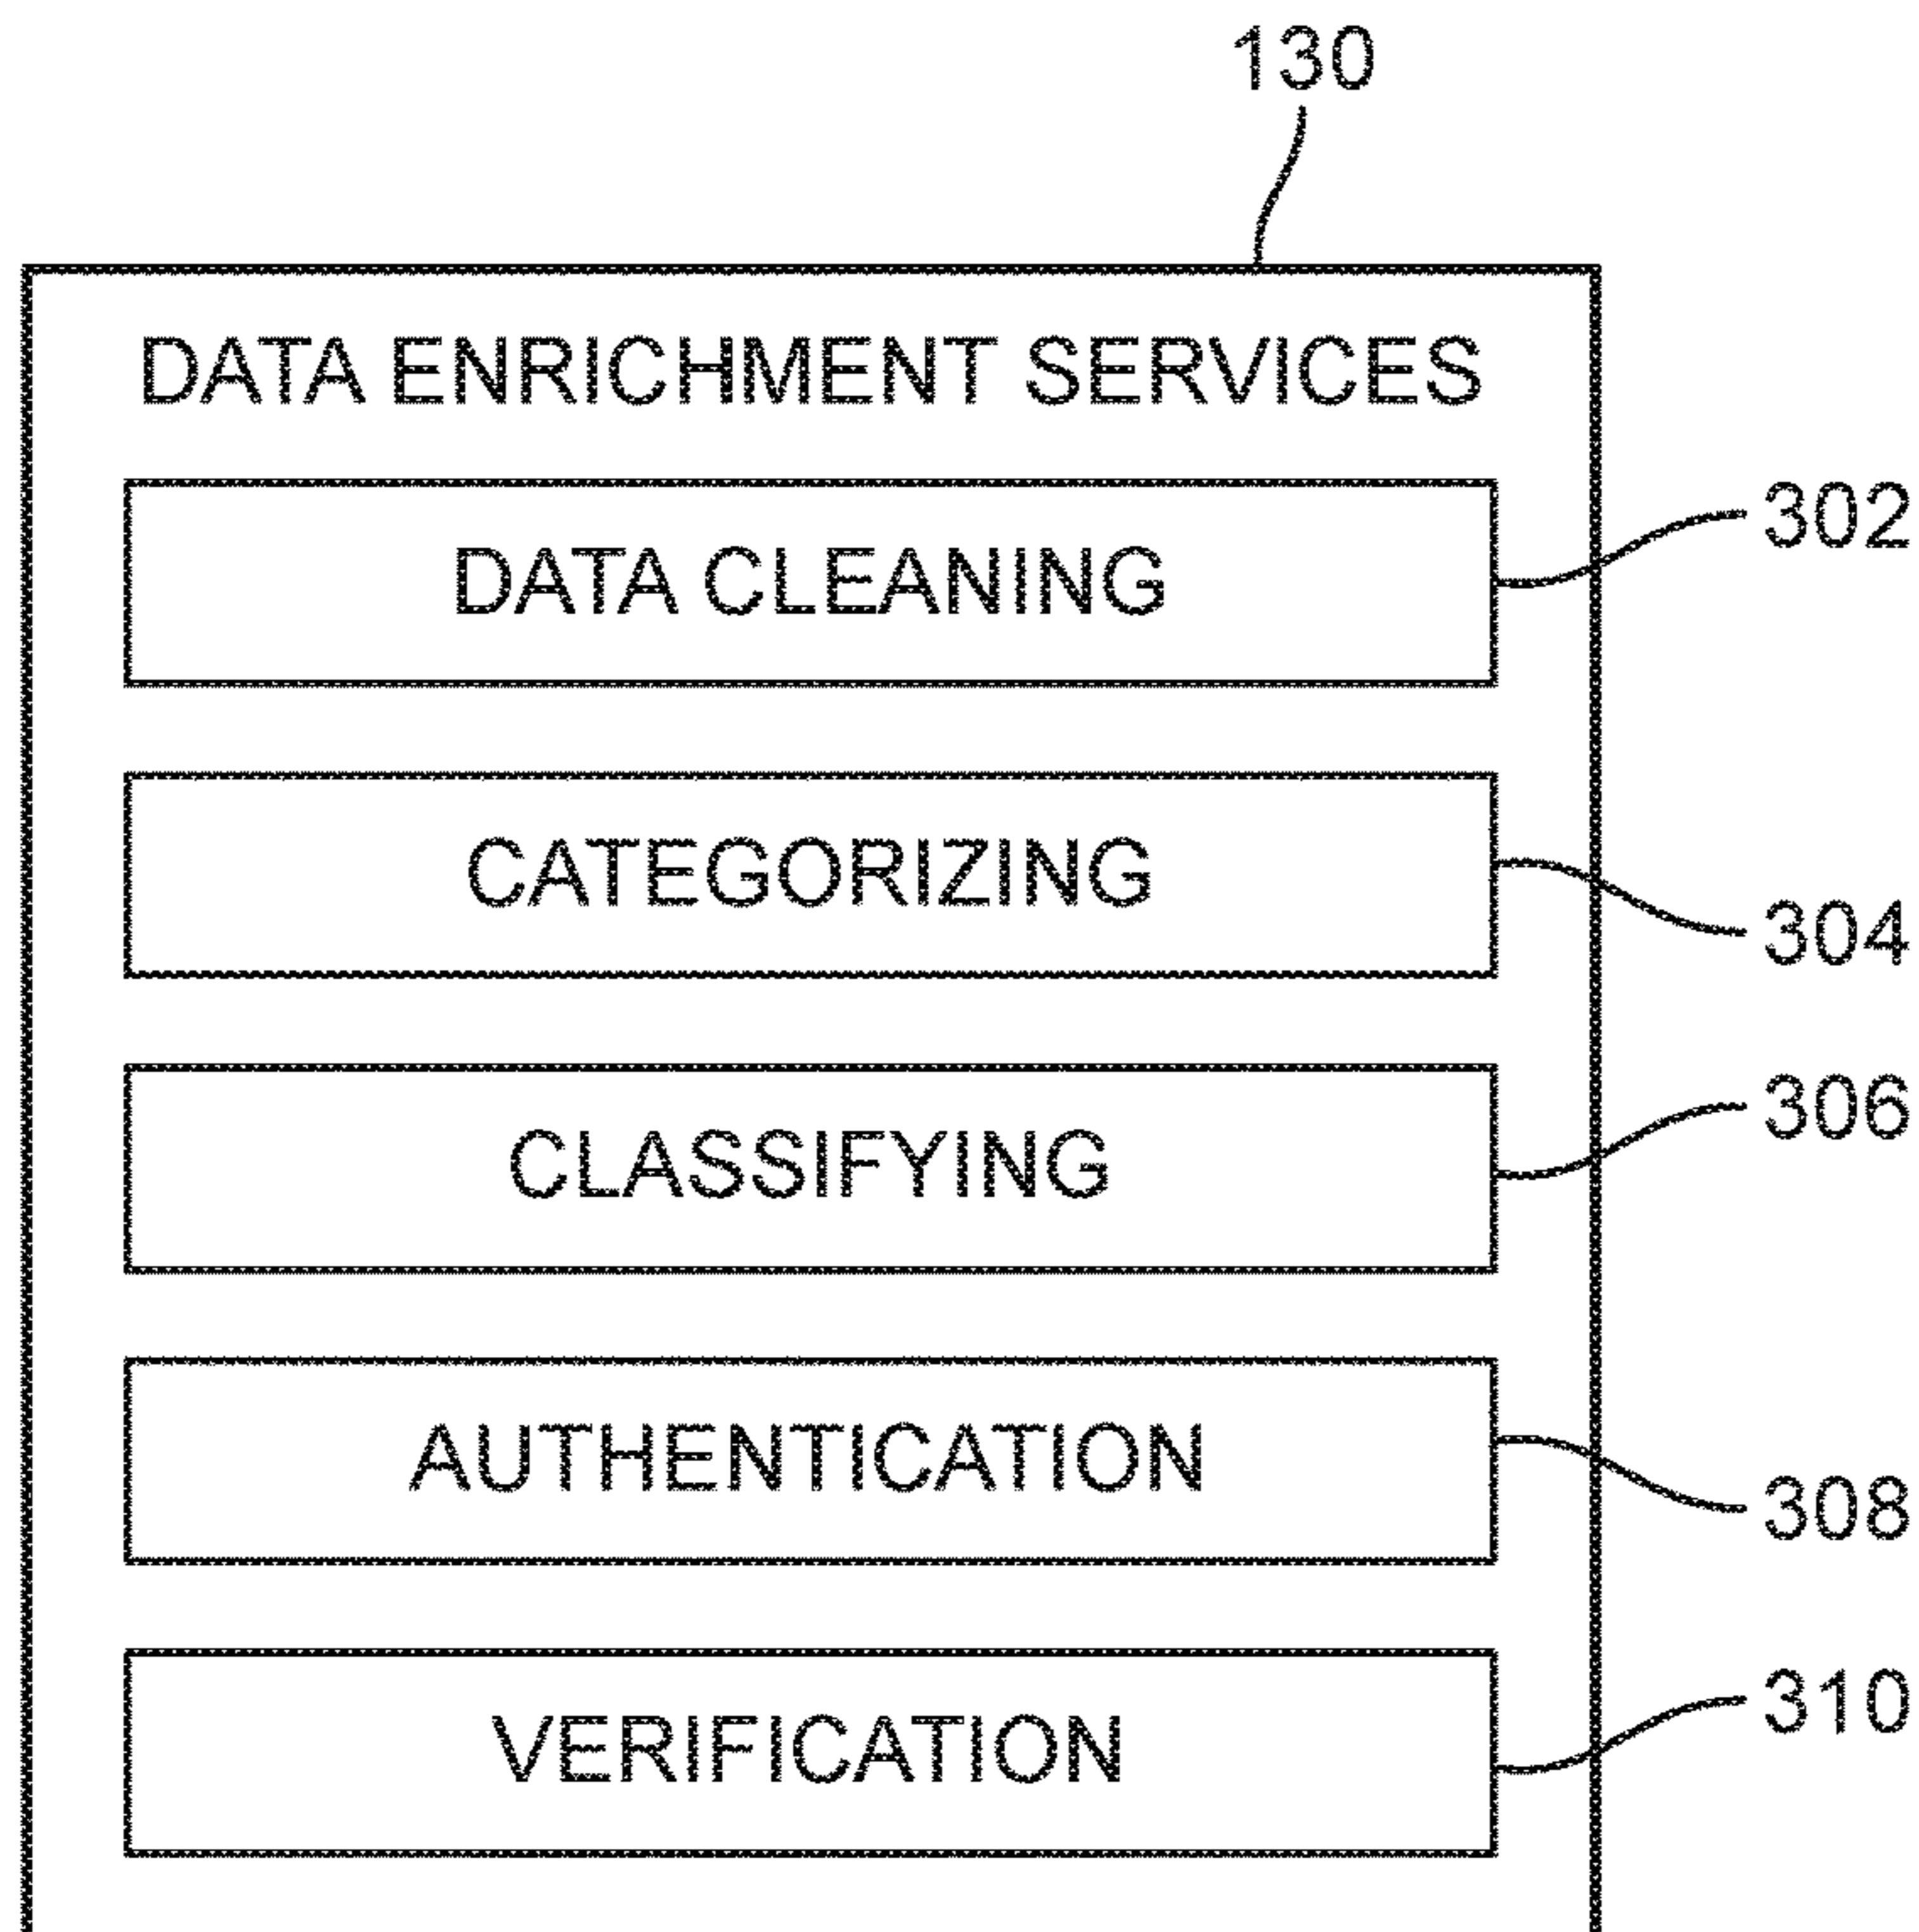 130
DATA ENRICHMENT SERVICES
DATA CLEANING
302
CATEGORIZING
304
CLASSIFYING
306
AUTHENTICATION
308
VERIFICATION
310